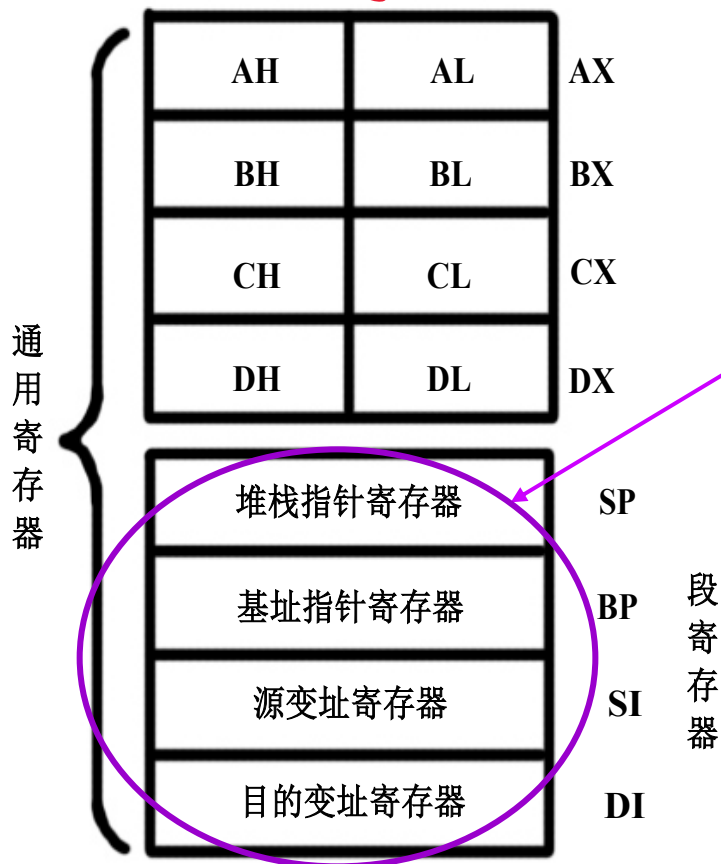 AH AL AX
BH BL BX
CH CL CX
DH DL DX
通用寄存器
堆栈指针寄存器 SP
基址指针寄存器 BP
源变址寄存器 SI
目的变址寄存器 DI
段寄存器